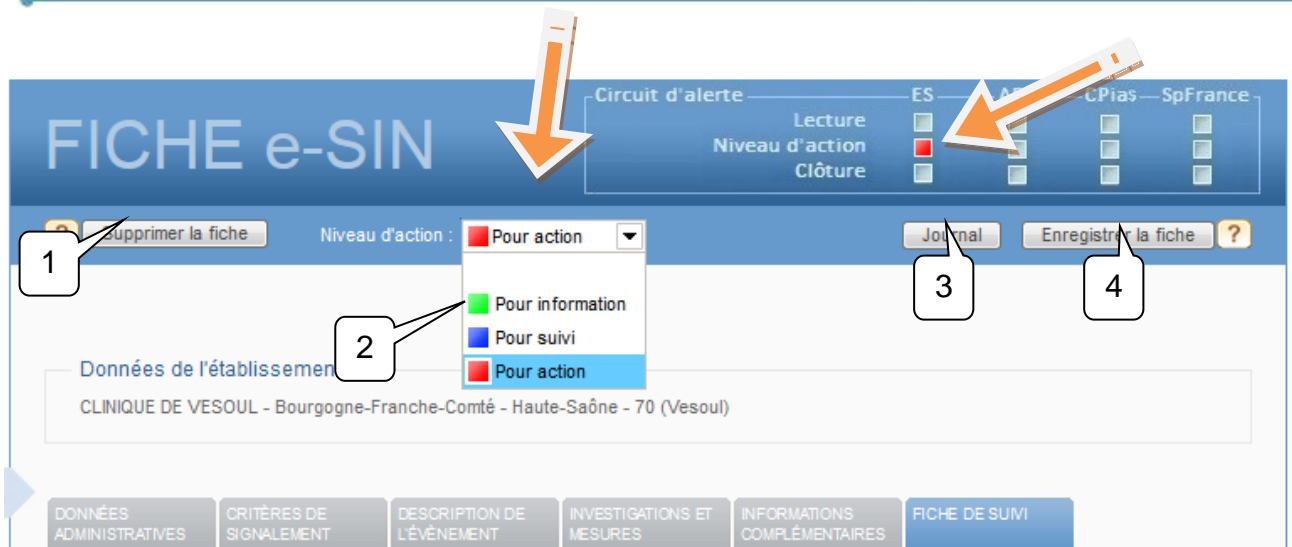 Circuit d'alerte ES CPias SpFrance
Lecture
Niveau d'action
Clôture
FICHE e-SIN
? Supprimer la fiche Niveau d'action : Pour action Journal Enregistrer la fiche ?
1
3
4
Pour information
Pour suivi
2
Pour action
Données de l'établissement
CLINIQUE DE VESOUL - Bourgogne-Franche-Comté - Haute-Saône - 70 (Vesoul)
DONNÉES ADMINISTRATIVES
CRITÈRES DE SIGNALEMENT
DESCRIPTION DE L'ÉVÈNEMENT
INVESTIGATIONS ET MESURES
INFORMATIONS COMPLÉMENTAIRES
FICHE DE SUIVI